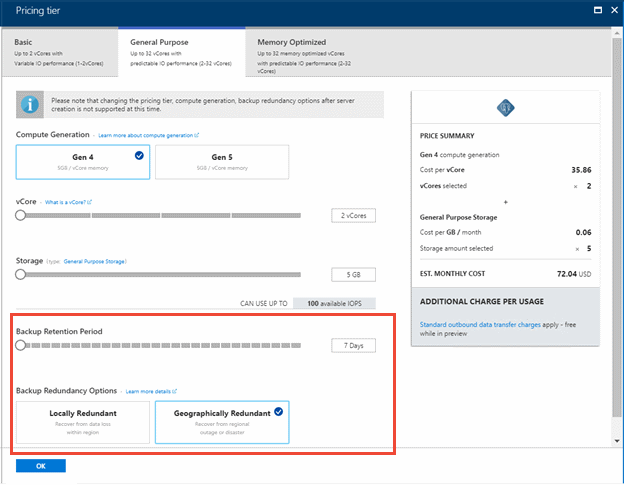 Pricing tier
Basic
Up to 2 vCores with
Variable IO performance (1-2vCores)
General Purpose
Up to 32 vCores with
predictable IO performance (2-32 vCores)
Memory Optimized
Up to 32 memory optimized vCores
with predictable IO performance (2-32
vCores)
Please note that changing the pricing tier, compute generation, backup redundancy options after server
creation is not supported at this time.
Compute Generation - Learn more about compute generation
Gen 4
5GB / vCore memory
Gen 5
5GB / vCore memory
vCore - What is a vCore?
2 vCores
Storage (type: General Purpose Storage)
5 GB
CAN USE UP TO 100 available IOPS
Backup Retention Period
7 Days
Backup Redundancy Options - Learn more details
Locally Redundant
Recover from data loss
within region
Geographically Redundant
Recover from regional
outage or disaster
OK
PRICE SUMMARY
Gen 4 compute generation
Cost per vCore 35.86
vCores selected × 2
+
General Purpose Storage
Cost per GB / month 0.06
Storage amount selected × 5
EST. MONTHLY COST 72.04 USD
ADDITIONAL CHARGE PER USAGE
Standard outbound data transfer charges apply - free
while in preview